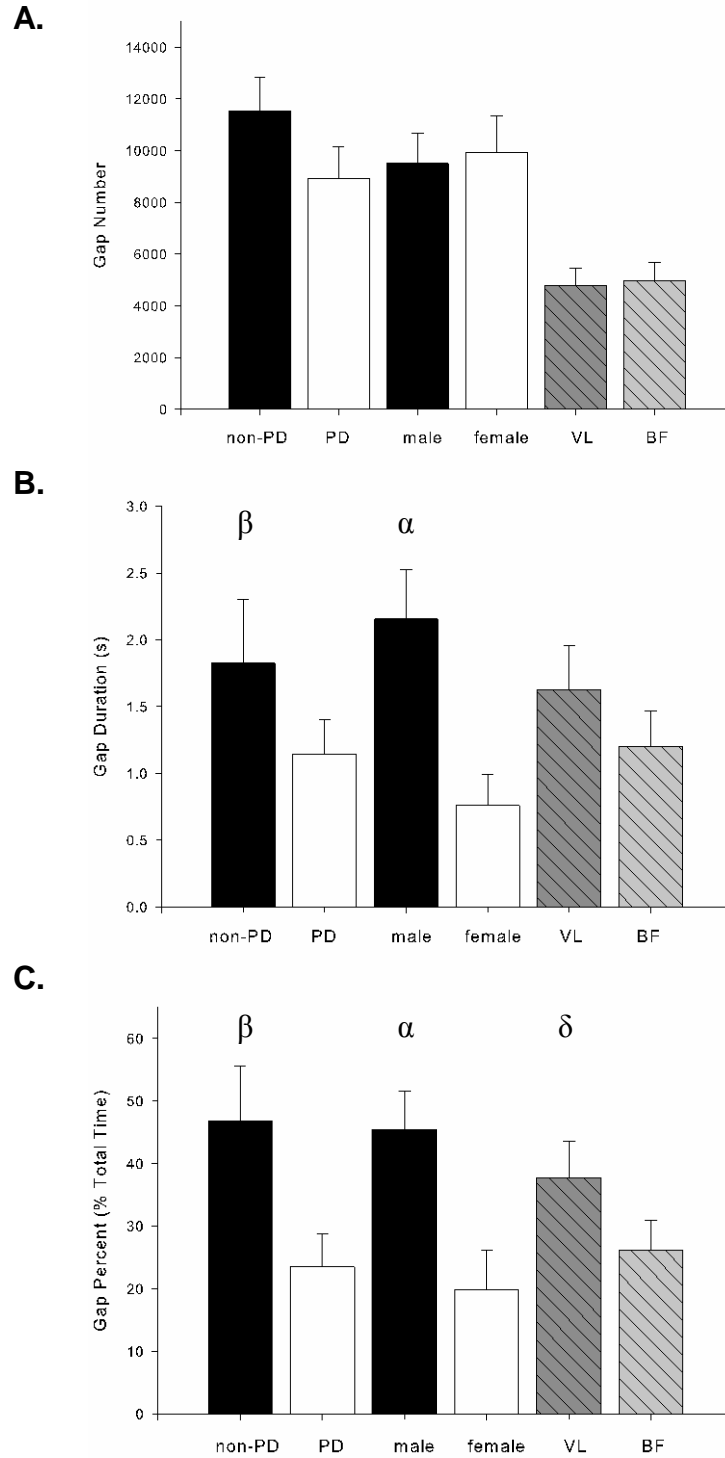 A.
14000
12000
10000
8000
6000
4000
2000
0
Gap Number
non-PD PD male female VL BF
B.
3.0
2.5
2.0
1.5
1.0
0.5
0.0
Gap Duration (s)
β α
non-PD PD male female VL BF
C.
60
50
40
30
20
10
0
Gap Percent (% Total Time)
β α δ
non-PD PD male female VL BF